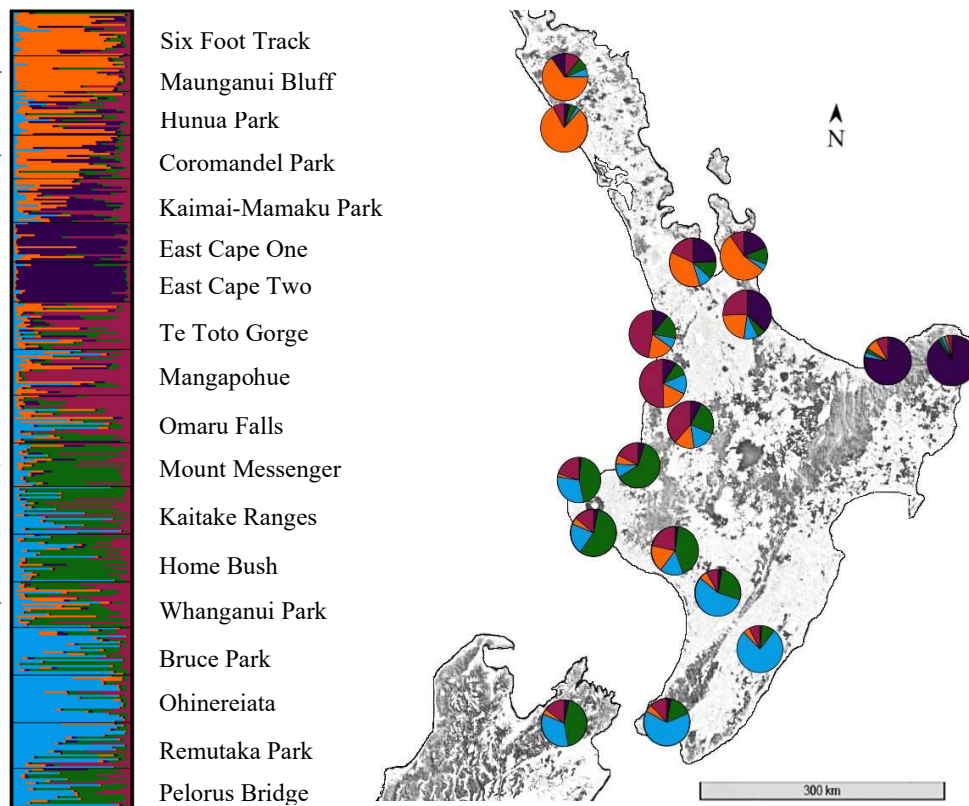 Six Foot Track
Maunganui Bluff
Hunua Park
Coromandel Park
Kaimai-Mamaku Park
East Cape One
East Cape Two
Te Toto Gorge
Mangapohue
Omaru Falls
Mount Messenger
Kaitake Ranges
Home Bush
Whanganui Park
Bruce Park
Ohinereiata
Remutaka Park
Pelorus Bridge
N
300 km